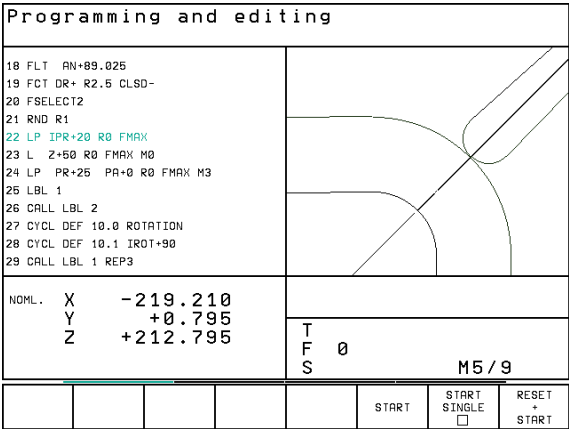 Programming and editing
18 FLT  AN+89.025
19 FCT DR+ R2.5 CLSD-
20 FSELECT2
21 RND R1
22 LP IPR+20 R0 FMAX
23 L  Z+50 R0 FMAX M0
24 LP  PR+25  PA+0 R0 FMAX M3
25 LBL 1
26 CALL LBL 2
27 CYCL DEF 10.0 ROTATION
28 CYCL DEF 10.1 IROT+90
29 CALL LBL 1 REP3
NOML. X -219.210
Y +0.795
Z +212.795
T
F 0
S M5/9
START
START SINGLE
RESET + START